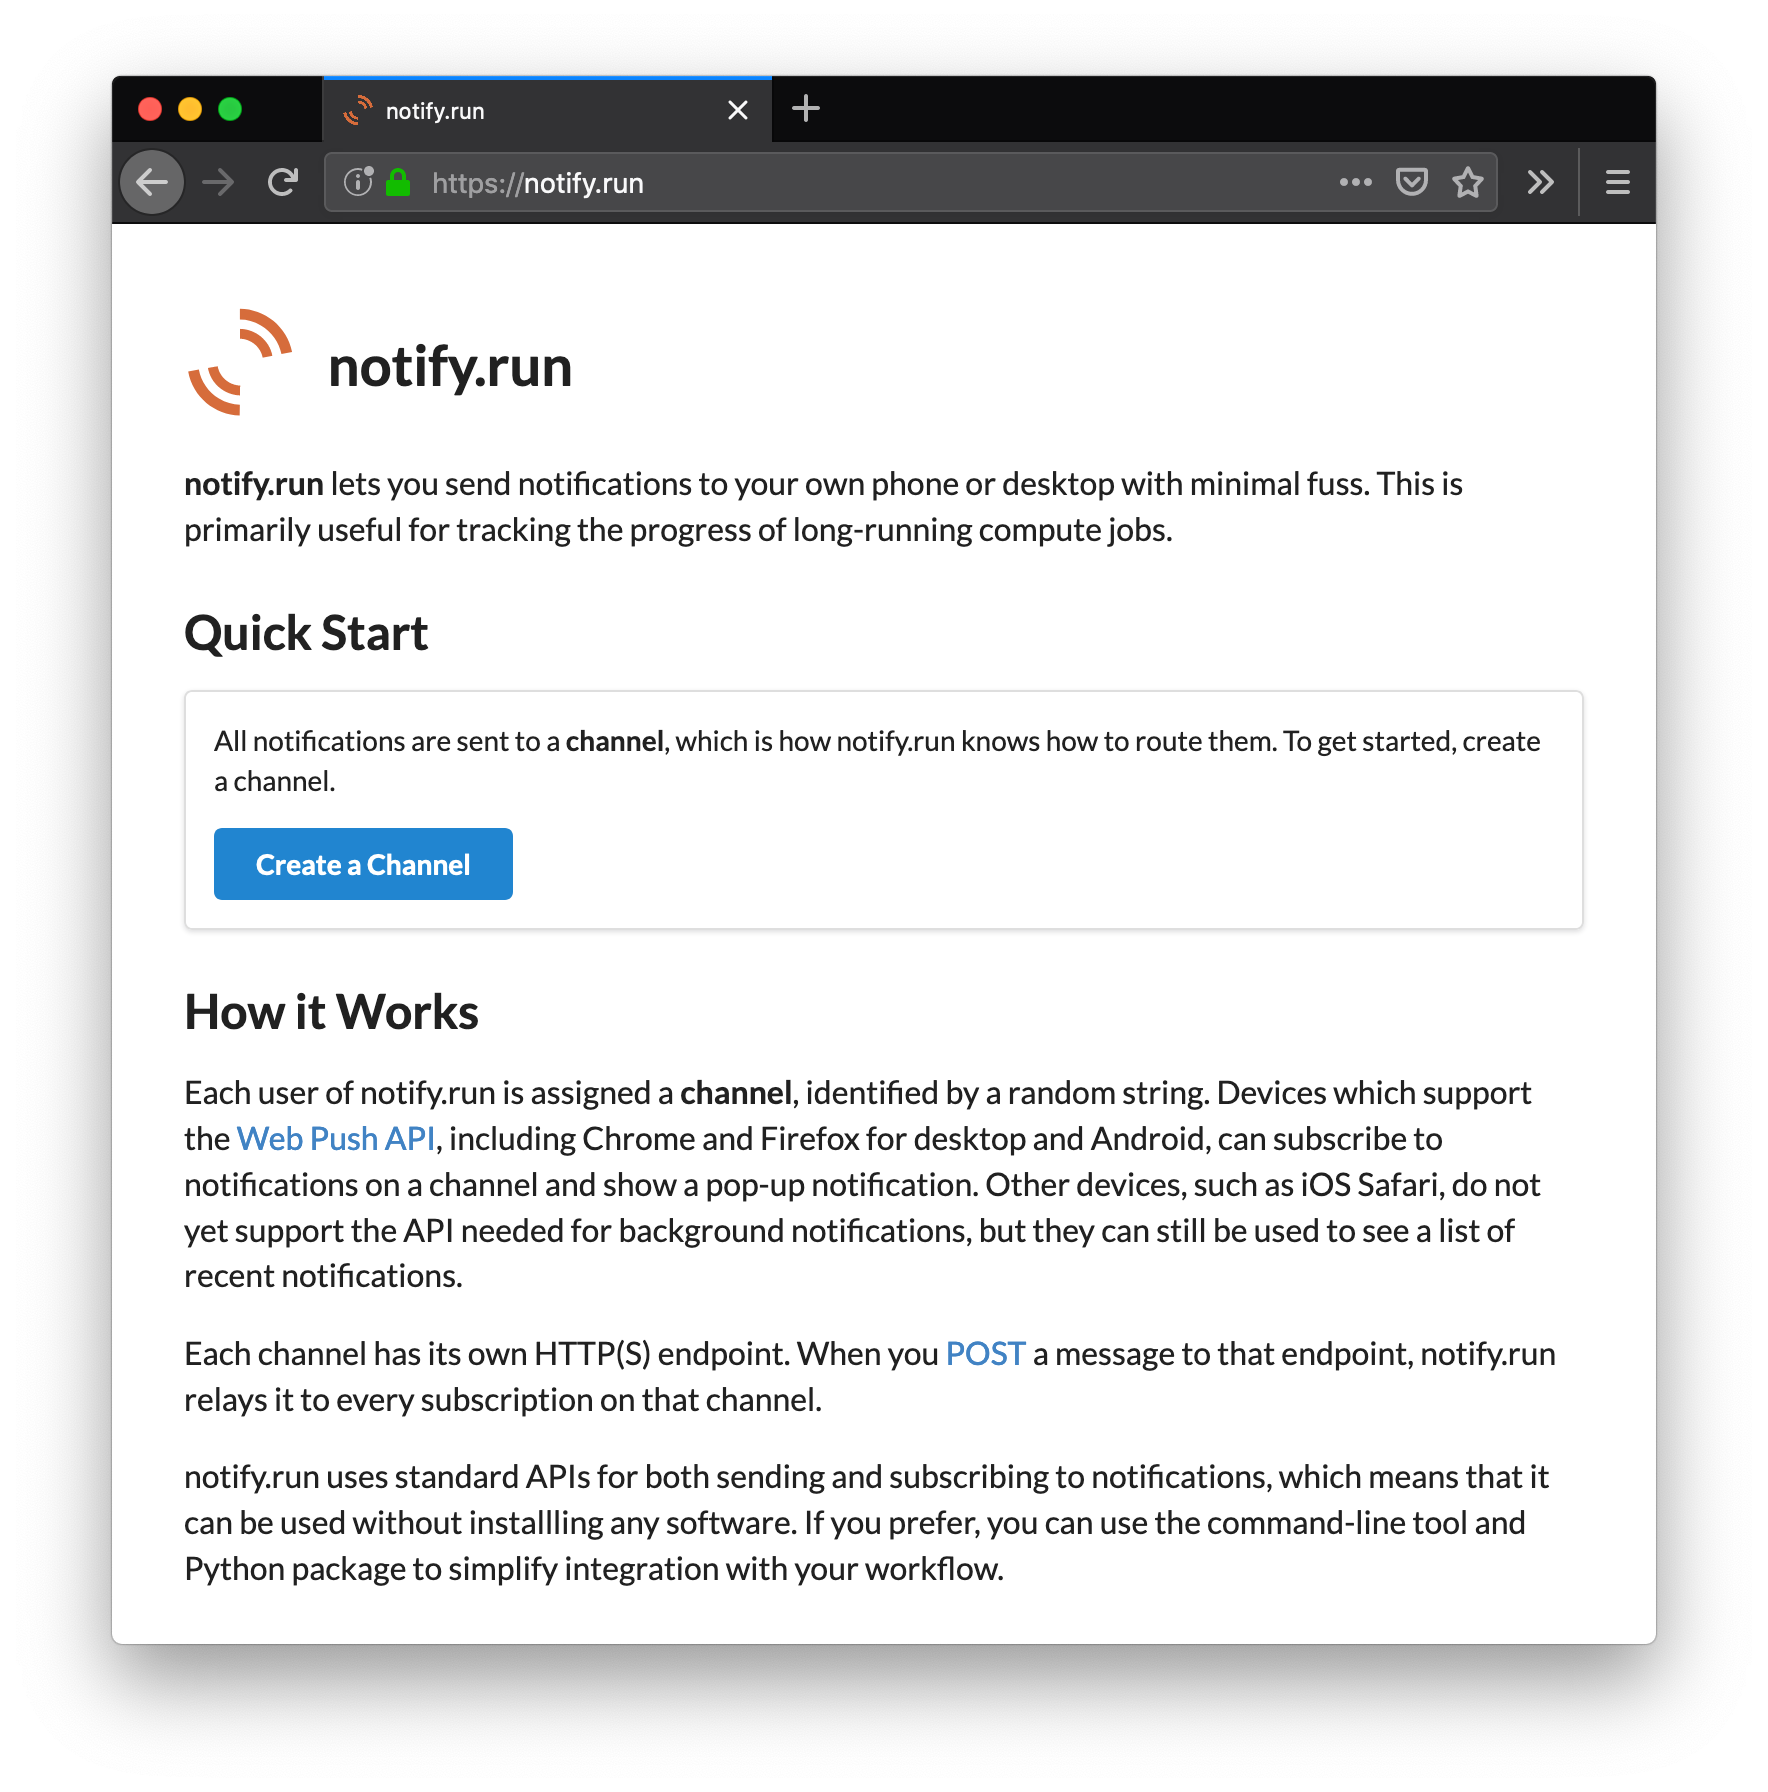 notify.run
https://notify.run
notify.run
notify.run lets you send notifications to your own phone or desktop with minimal fuss. This is
primarily useful for tracking the progress of long-running compute jobs.
Quick Start
All notifications are sent to a channel, which is how notify.run knows how to route them. To get started, create
a channel.
Create a Channel
How it Works
Each user of notify.run is assigned a channel, identified by a random string. Devices which support
the Web Push API, including Chrome and Firefox for desktop and Android, can subscribe to
notifications on a channel and show a pop-up notification. Other devices, such as iOS Safari, do not
yet support the API needed for background notifications, but they can still be used to see a list of
recent notifications.
Each channel has its own HTTP(S) endpoint. When you POST a message to that endpoint, notify.run
relays it to every subscription on that channel.
notify.run uses standard APIs for both sending and subscribing to notifications, which means that it
can be used without installling any software. If you prefer, you can use the command-line tool and
Python package to simplify integration with your workflow.